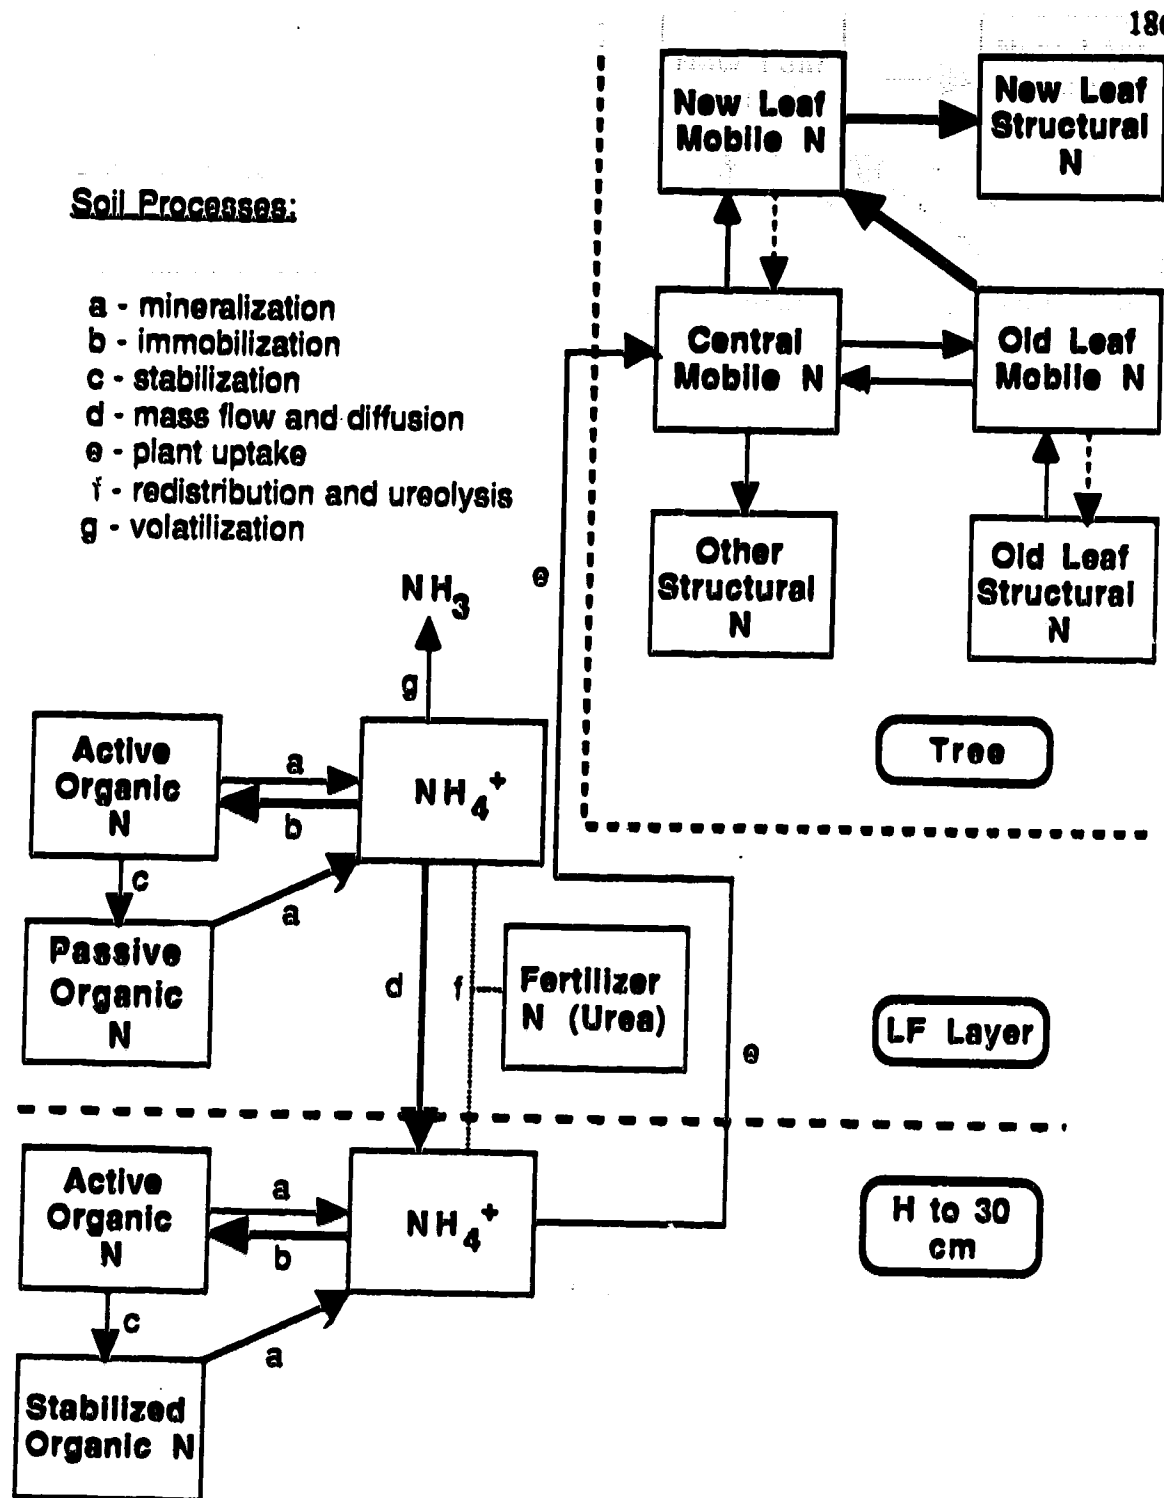 186
New Leaf
Mobile N
New Leaf
Structural
N
Soil Processes:
a - mineralization
b - immobilization
c - stabilization
d - mass flow and diffusion
e - plant uptake
f - redistribution and ureolysis
g - volatilization
Central
Mobile N
Old Leaf
Mobile N
Other
Structural
N
Old Leaf
Structural
N
e
NH3
g
Tree
Active
Organic
N
a
b
NH4+
c
a
Passive
Organic
N
d
f
Fertilizer
N (Urea)
e
LF Layer
Active
Organic
N
a
b
NH4+
H to 30
cm
c
a
Stabilized
Organic N